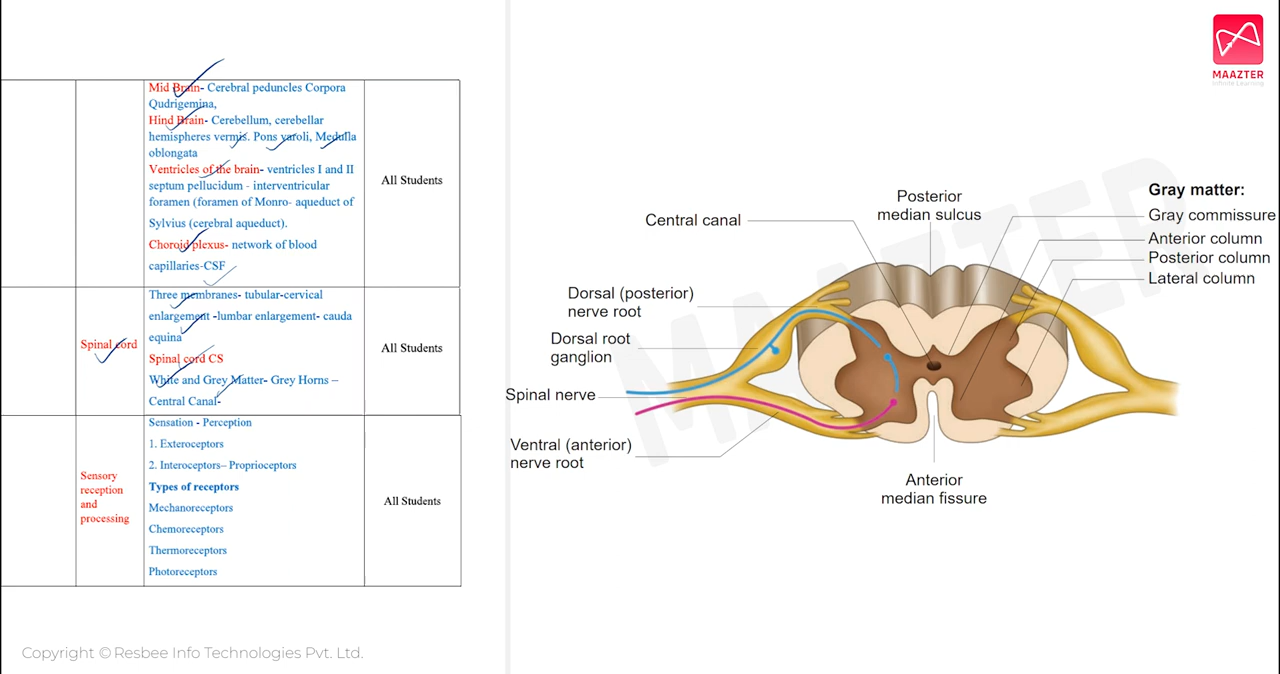 Mid Brain- Cerebral peduncles Corpora
Qudrigemina,
Hind Brain- Cerebellum, cerebellar
hemispheres vermis. Pons varoli, Medulla
oblongata
Ventricles of the brain- ventricles I and II
septum pellucidum - interventricular
foramen (foramen of Monro- aqueduct of
Sylvius (cerebral aqueduct).
Choroid plexus- network of blood
capillaries-CSF
All Students
Spinal cord
Three membranes- tubular-cervical
enlargement -lumbar enlargement- cauda
equina
Spinal cord CS
White and Grey Matter- Grey Horns –
Central Canal-
All Students
Sensory
reception
and
processing
Sensation - Perception
1. Exteroceptors
2. Interoceptors– Proprioceptors
Types of receptors
Mechanoreceptors
Chemoreceptors
Thermoreceptors
Photoreceptors
All Students
Copyright © Resbee Info Technologies Pvt. Ltd.
MAAZTER
Infinite Learning
MAAZTER
Posterior
median sulcus
Central canal
Dorsal (posterior)
nerve root
Dorsal root
ganglion
Spinal nerve
Ventral (anterior)
nerve root
Anterior
median fissure
Gray matter:
Gray commissure
Anterior column
Posterior column
Lateral column